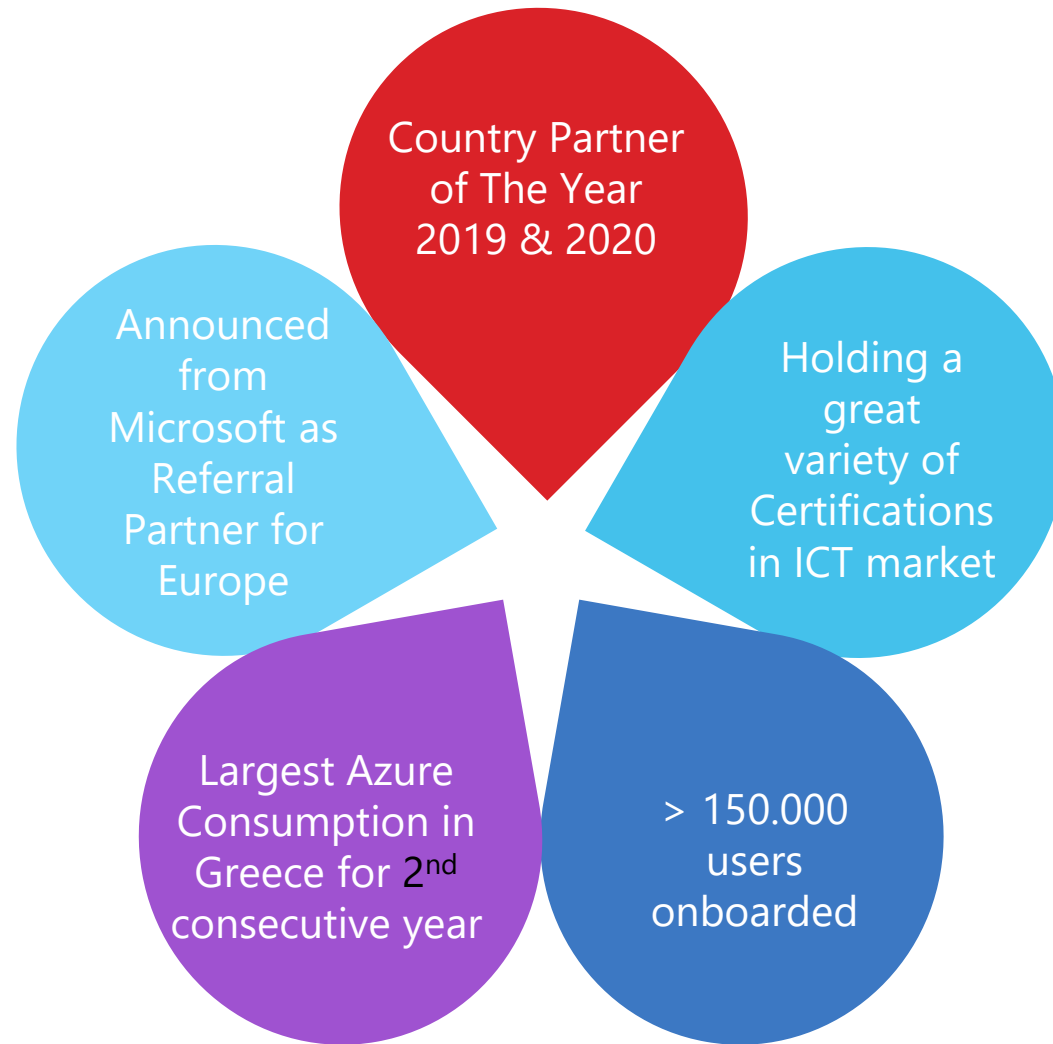 Country Partner
of The Year
2019 & 2020
Announced
from
Microsoft as
Referral
Partner for
Europe
Holding a
great
variety of
Certifications
in ICT market
Largest Azure
Consumption in
Greece for 2nd
consecutive year
> 150.000
users
onboarded